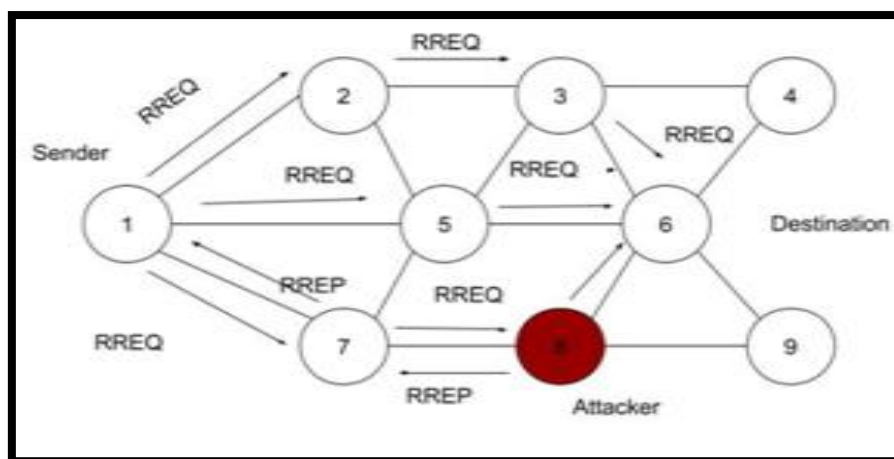 RREQ
RREQ
2
3
4
Sender
RREQ
RREQ
RREQ
1
5
6
Destination
RREP
RREQ
RREQ
7
8
9
RREP
Attacker